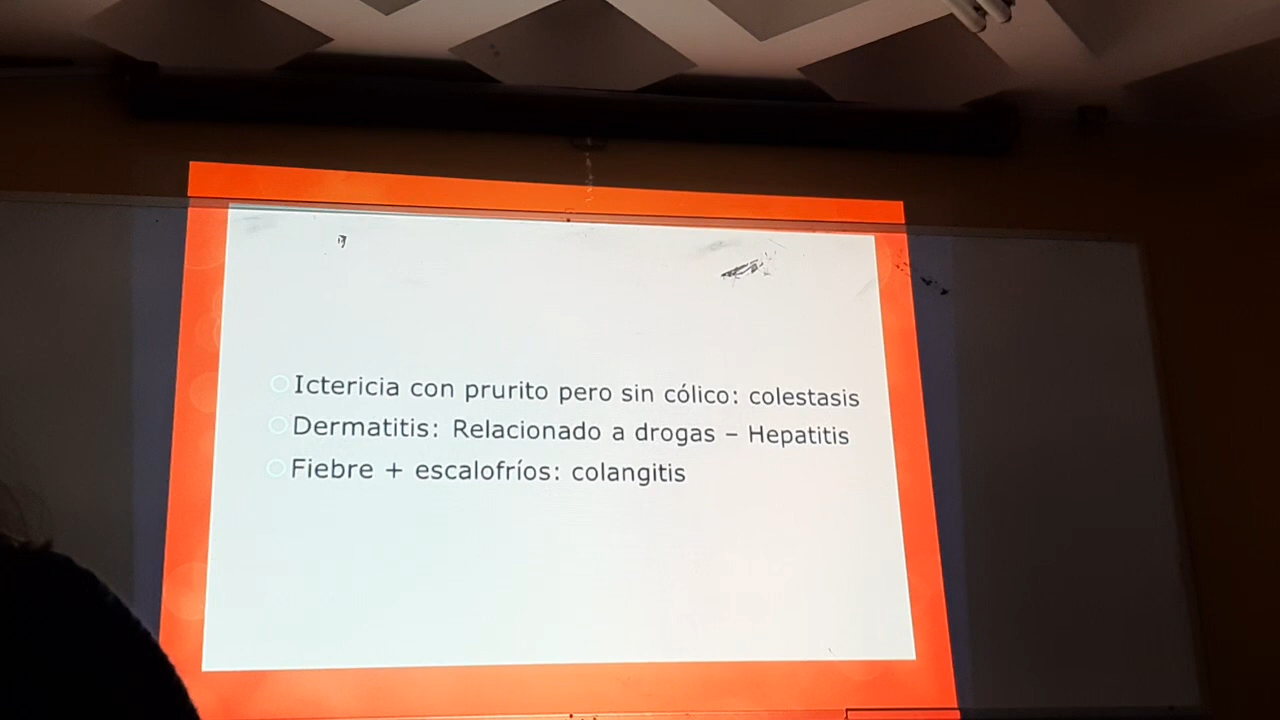 Ictericia con prurito pero sin cólico: colestasis
Dermatitis: Relacionado a drogas – Hepatitis
Fiebre + escalofríos: colangitis